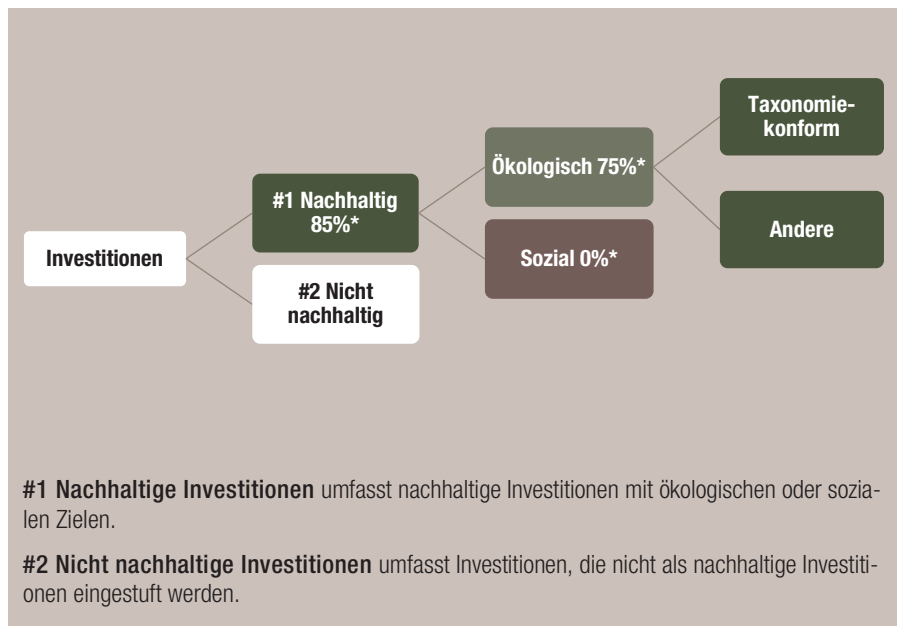 Taxonomie-
konform
Ökologisch 75%*
#1 Nachhaltig
85%*
Andere
Investitionen
Sozial 0%*
#2 Nicht
nachhaltig
#1 Nachhaltige Investitionen umfasst nachhaltige Investitionen mit ökologischen oder sozia-
len Zielen.
#2 Nicht nachhaltige Investitionen umfasst Investitionen, die nicht als nachhaltige Investiti-
onen eingestuft werden.